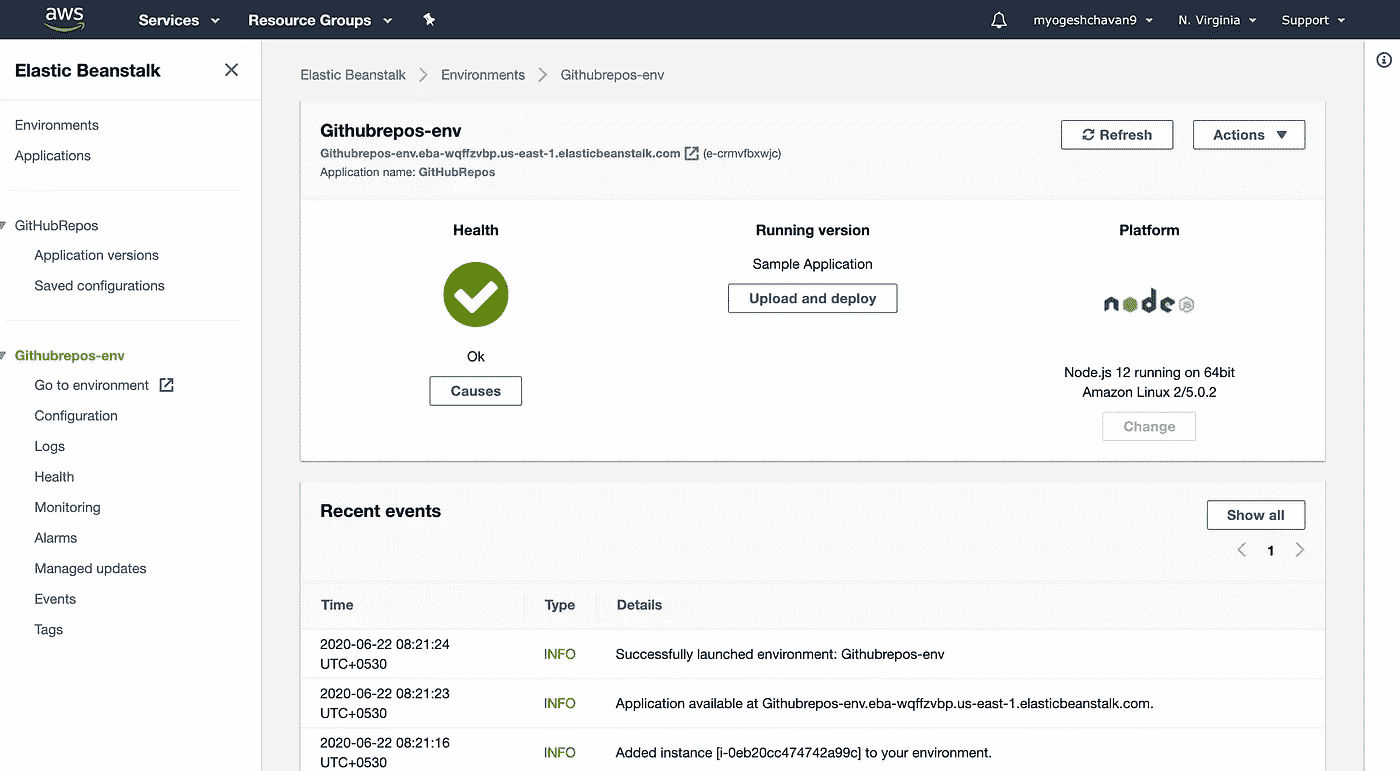 aws
Services
Resource Groups
myogeshchavan9
N. Virginia
Support
Elastic Beanstalk
Environments
Applications
GitHubRepos
Application versions
Saved configurations
Githubrepos-env
Go to environment
Configuration
Logs
Health
Monitoring
Alarms
Managed updates
Events
Tags
Elastic Beanstalk
Environments
Githubrepos-env
Githubrepos-env
Githubrepos-env.eba-wqffzvbp.us-east-1.elasticbeanstalk.com (e-crmvfbxwjc)
Application name: GitHubRepos
Refresh
Actions
Health
Ok
Causes
Running version
Sample Application
Upload and deploy
Platform
node JS
Node.js 12 running on 64bit
Amazon Linux 2/5.0.2
Change
Recent events
Show all
1
Time Type Details
2020-06-22 08:21:24
UTC+0530
INFO
Successfully launched environment: Githubrepos-env
2020-06-22 08:21:23
UTC+0530
INFO
Application available at Githubrepos-env.eba-wqffzvbp.us-east-1.elasticbeanstalk.com.
2020-06-22 08:21:16
UTC+0530
INFO
Added instance [i-0eb20cc474742a99c] to your environment.